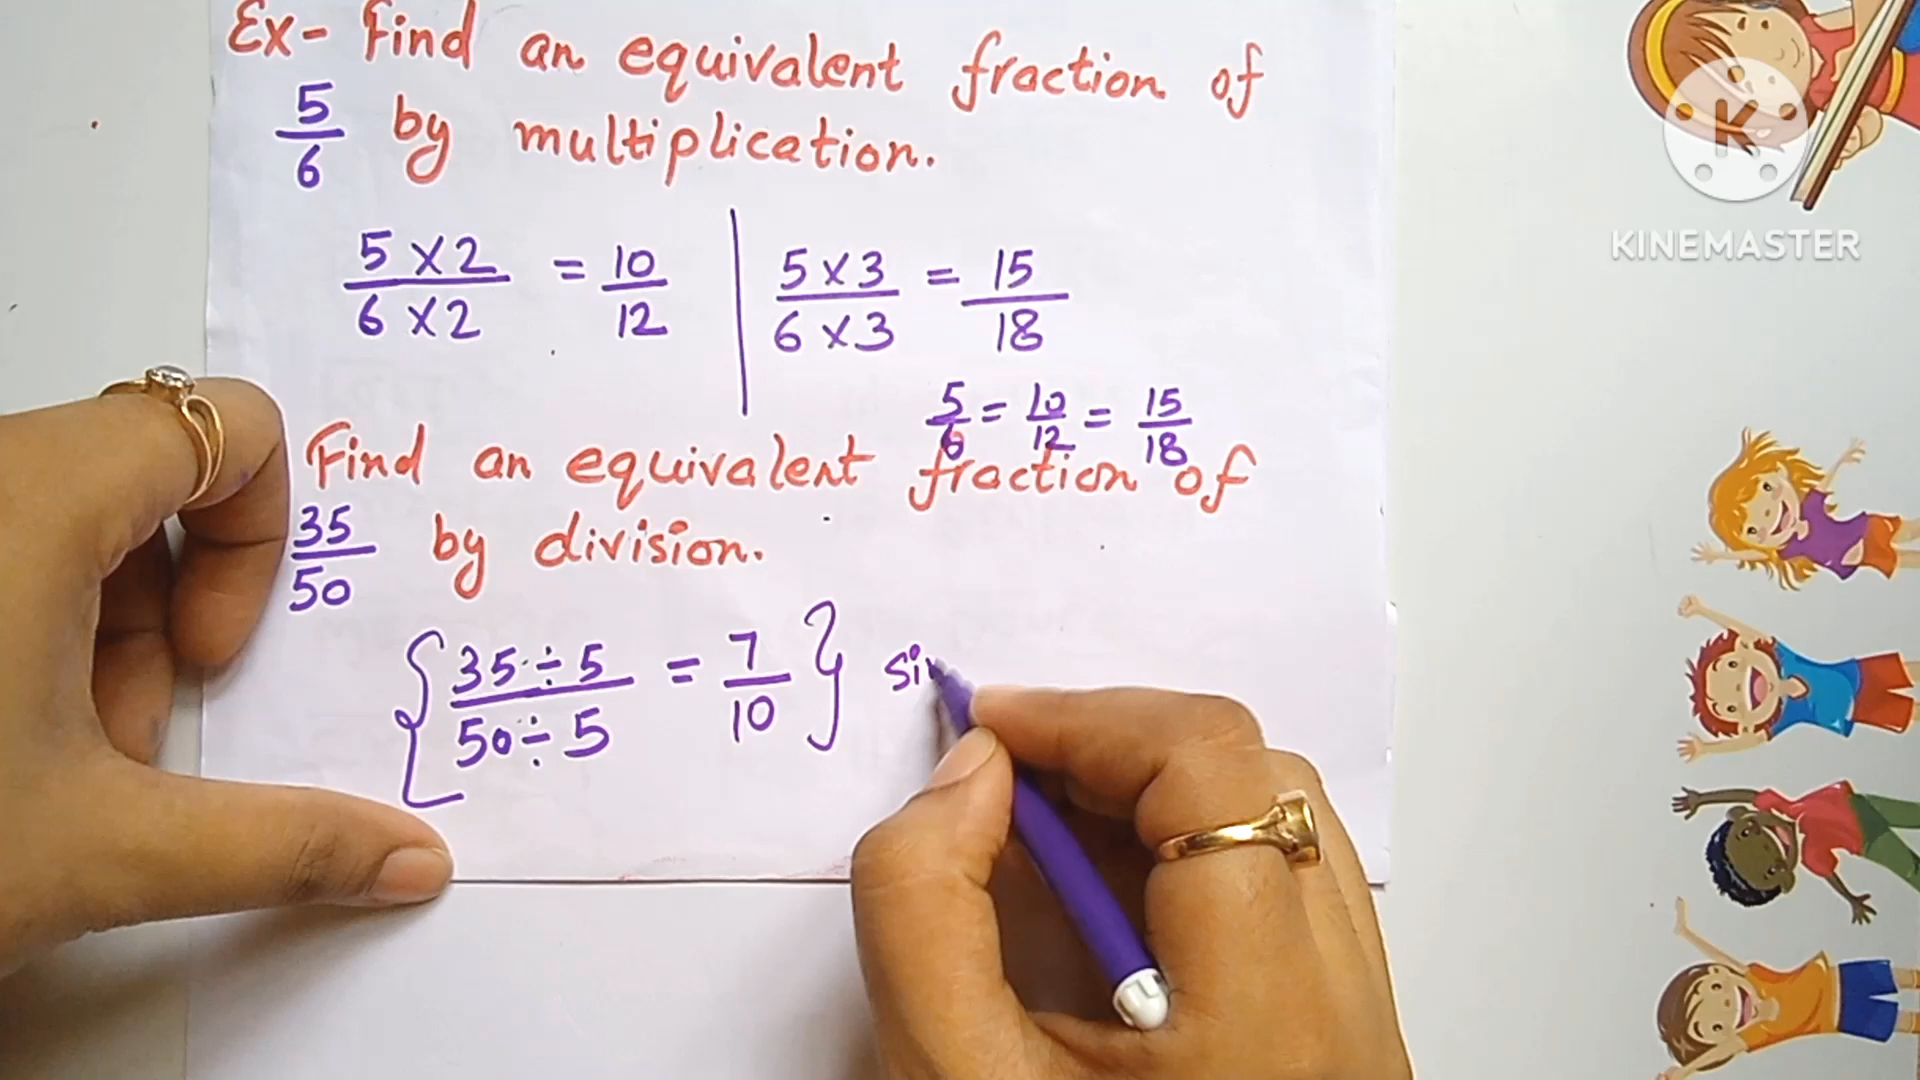 Ex- Find an equivalent fraction of
5/6 by multiplication.
5 × 2 / 6 × 2 = 10/12 | 5 × 3 / 6 × 3 = 15/18
5/6 = 10/12 = 15/18
Find an equivalent fraction of
35/50 by division.
{ 35 ÷ 5 / 50 ÷ 5 = 7/10 }
K
KINEMASTER